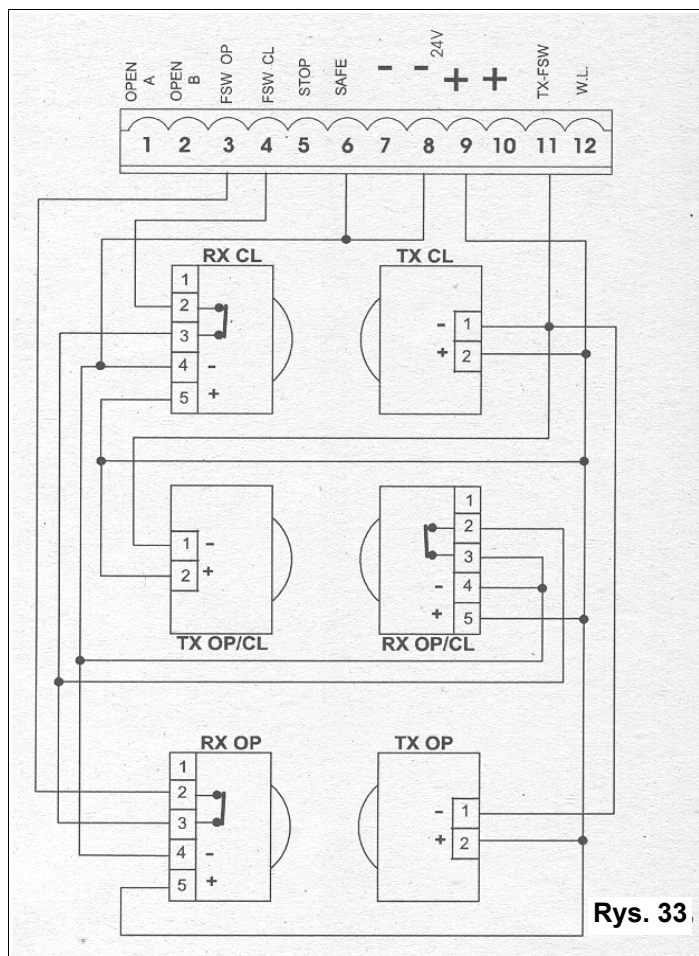 OPEN A
OPEN B
FSW OP
FSW CL
STOP
SAFE
-
-
24V
+
+
TX-FSW
W.L.
1 2 3 4 5 6 7 8 9 10 11 12
RX CL
1
2
3
4 -
5 +
TX CL
- 1
+ 2
1 -
2 +
TX OP/CL
1
2
3
- 4
+ 5
RX OP/CL
RX OP
1
2
3
4 -
5 +
TX OP
- 1
+ 2
Rys. 33.